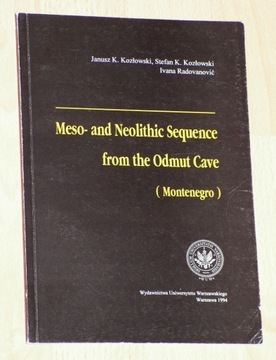 Janusz K. Kozłowski, Stefan K. Kozłowski
Ivana Radovanović
Meso- and Neolithic Sequence
from the Odmut Cave
( Montenegro )
Wydawnictwa Uniwersytetu Warszawskiego
Warszawa 1994